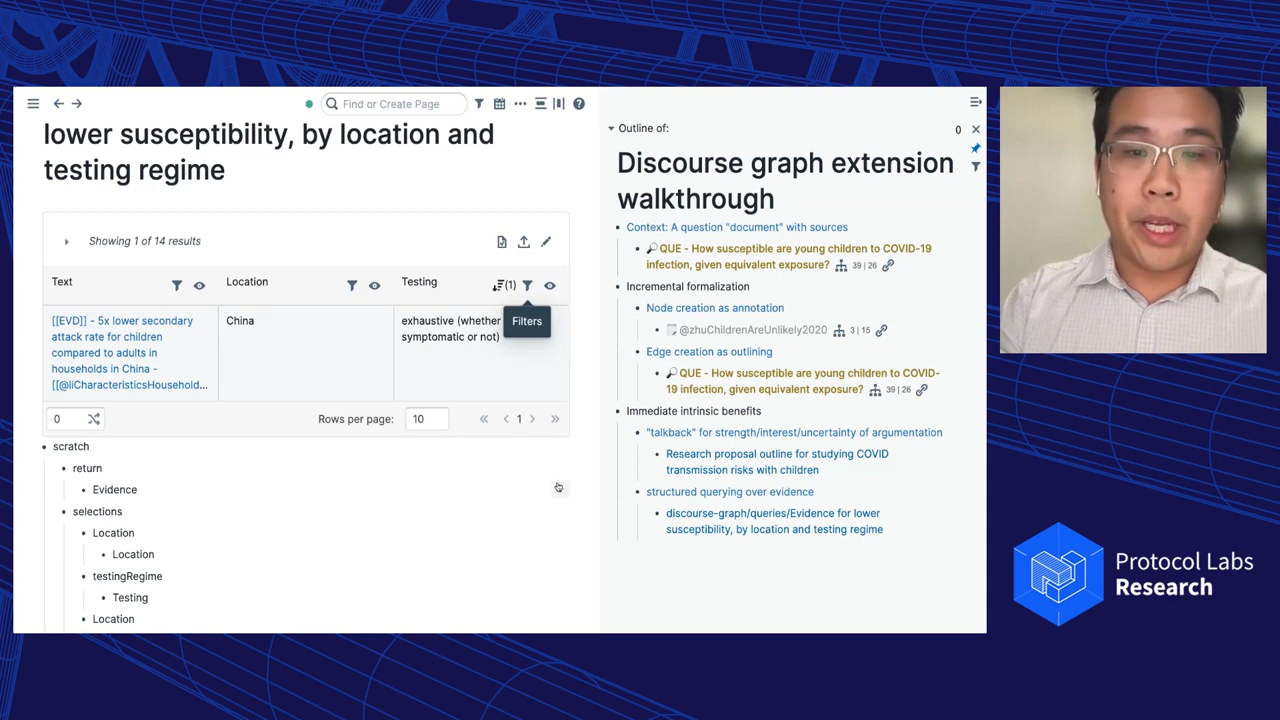 Find or Create Page
lower susceptibility, by location and
testing regime
Showing 1 of 14 results
Text
Location
Testing
(1)
[[EVD]] - 5x lower secondary
attack rate for children
compared to adults in
households in China -
[[@liCharacteristicsHousehold...
China
exhaustive (whether
symptomatic or not)
Filters
0
Rows per page:
10
1
scratch
return
Evidence
selections
Location
Location
testingRegime
Testing
Location
Outline of:
0
Discourse graph extension
walkthrough
Context: A question "document" with sources
QUE - How susceptible are young children to COVID-19
infection, given equivalent exposure? 39 | 26
Incremental formalization
Node creation as annotation
@zhuChildrenAreUnlikely2020 3 | 15
Edge creation as outlining
QUE - How susceptible are young children to COVID-
19 infection, given equivalent exposure? 39 | 26
Immediate intrinsic benefits
"talkback" for strength/interest/uncertainty of argumentation
Research proposal outline for studying COVID
transmission risks with children
structured querying over evidence
discourse-graph/queries/Evidence for lower
susceptibility, by location and testing regime
Protocol Labs
Research